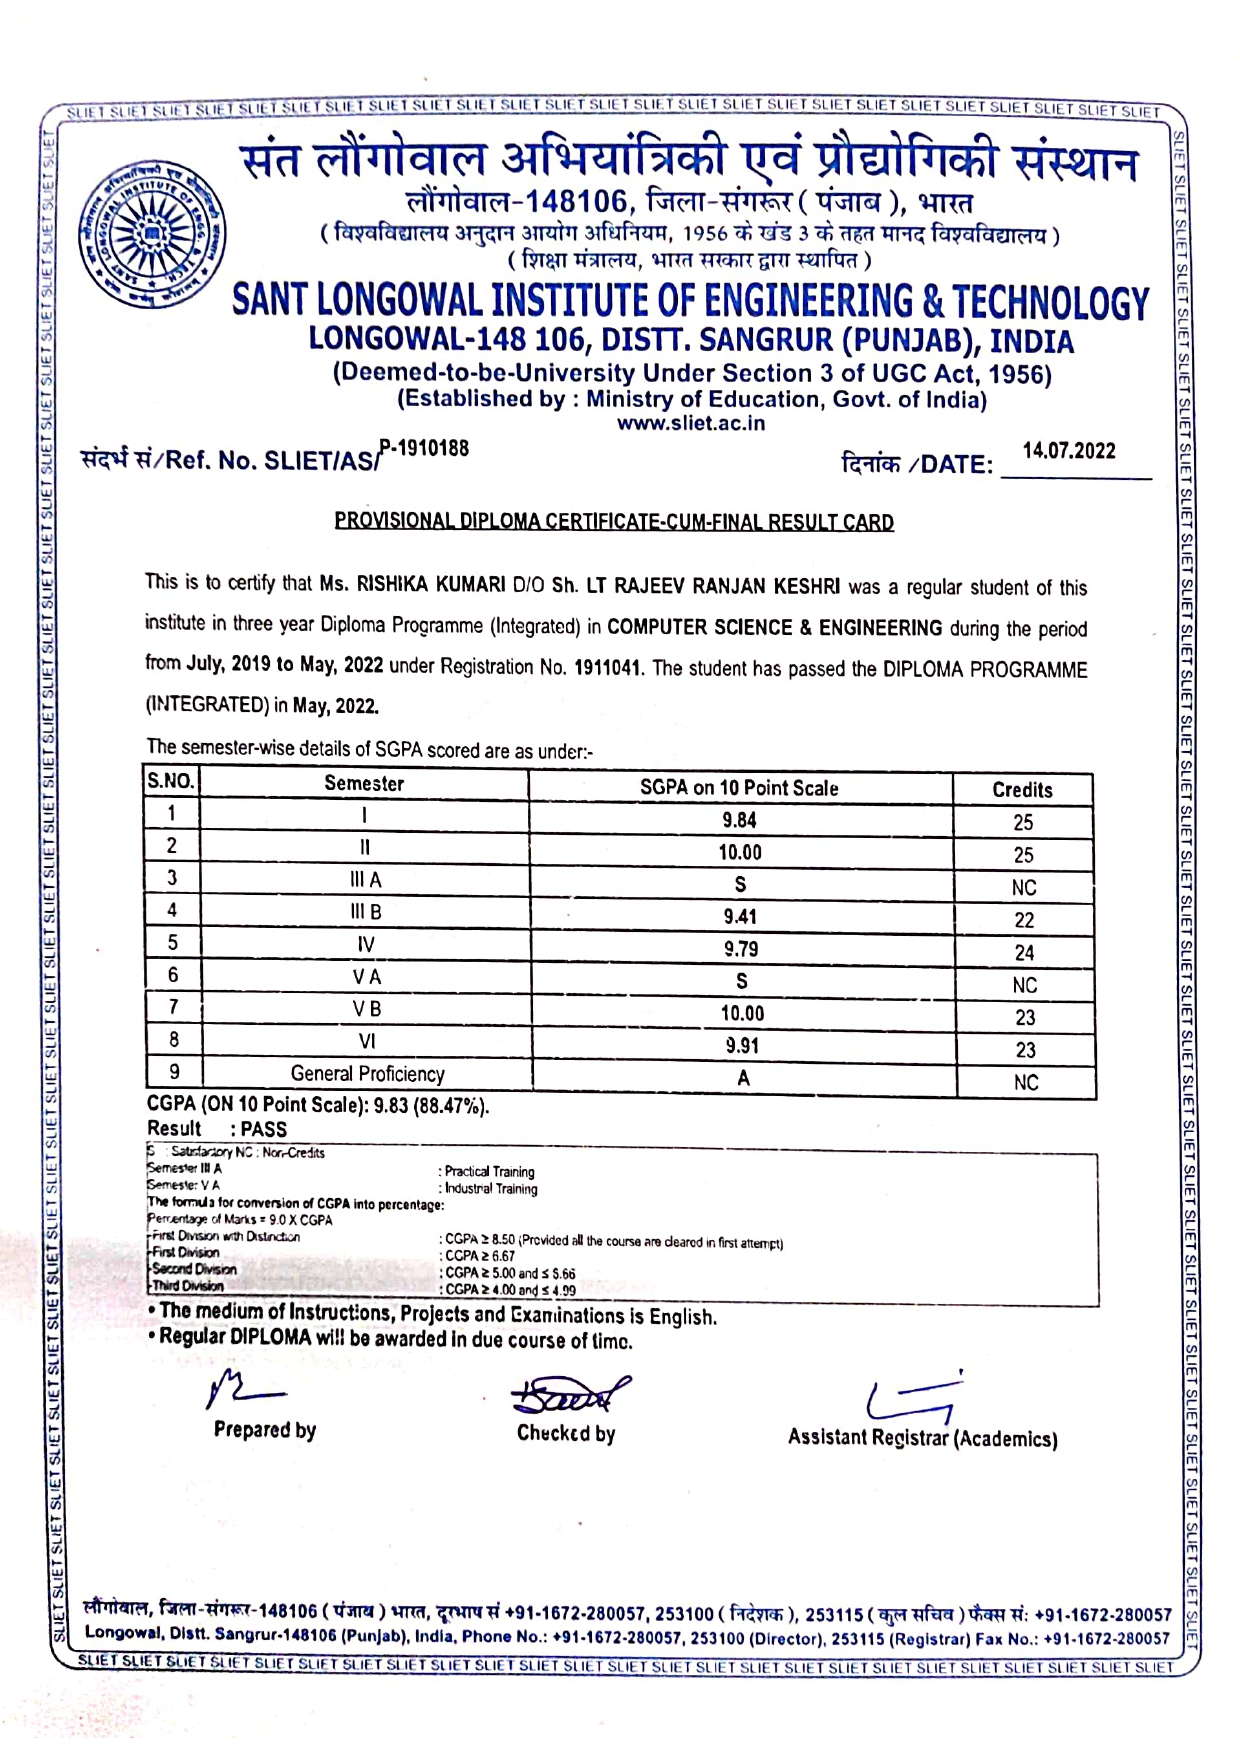 SLIET SLIET SLIET SLIET SLIET SLIET SLIET SLIET SLIET SLIET SLIET SLIET SLIET SLIET SLIET SLIET SLIET SLIET SLIET SLIET SLIET SLIET SLIET SLIET SLIET
संत लौंगोवाल अभियांत्रिकी एवं प्रौद्योगिकी संस्थान
लौंगोवाल-148106, जिला-संगरूर ( पंजाब ), भारत
( विश्वविद्यालय अनुदान आयोग अधिनियम, 1956 के खंड 3 के तहत मानद विश्वविद्यालय )
( शिक्षा मंत्रालय, भारत सरकार द्वारा स्थापित )
SANT LONGOWAL INSTITUTE OF ENGINEERING & TECHNOLOGY
LONGOWAL-148 106, DISTT. SANGRUR (PUNJAB), INDIA
(Deemed-to-be-University Under Section 3 of UGC Act, 1956)
(Established by : Ministry of Education, Govt. of India)
www.sliet.ac.in
संदर्भ सं/Ref. No. SLIET/AS/P-1910188 दिनांक /DATE: 14.07.2022
PROVISIONAL DIPLOMA CERTIFICATE-CUM-FINAL RESULT CARD
This is to certify that Ms. RISHIKA KUMARI D/O Sh. LT RAJEEV RANJAN KESHRI was a regular student of this
institute in three year Diploma Programme (Integrated) in COMPUTER SCIENCE & ENGINEERING during the period
from July, 2019 to May, 2022 under Registration No. 1911041. The student has passed the DIPLOMA PROGRAMME
(INTEGRATED) in May, 2022.
The semester-wise details of SGPA scored are as under:-
S.NO. Semester SGPA on 10 Point Scale Credits
1 I 9.84 25
2 II 10.00 25
3 III A S NC
4 III B 9.41 22
5 IV 9.79 24
6 V A S NC
7 V B 10.00 23
8 VI 9.91 23
9 General Proficiency A NC
CGPA (ON 10 Point Scale): 9.83 (88.47%).
Result : PASS
S : Satisfactory NC : Non-Credits
Semester III A : Practical Training
Semester V A : Industrial Training
The formula for conversion of CGPA into percentage:
Percentage of Marks = 9.0 X CGPA
-First Division with Distinction : CGPA ≥ 8.50 (Provided all the course are cleared in first attempt)
-First Division : CGPA ≥ 6.67
-Second Division : CGPA ≥ 5.00 and ≤ 6.66
-Third Division : CGPA ≥ 4.00 and ≤ 4.99
• The medium of Instructions, Projects and Examinations is English.
• Regular DIPLOMA will be awarded in due course of time.
Prepared by Checked by Assistant Registrar (Academics)
लौंगोवाल, जिला-संगरूर-148106 ( पंजाब ) भारत, दूरभाष सं +91-1672-280057, 253100 ( निदेशक ), 253115 ( कुल सचिव ) फैक्स सं: +91-1672-280057
Longowal, Distt. Sangrur-148106 (Punjab), India, Phone No.: +91-1672-280057, 253100 (Director), 253115 (Registrar) Fax No.: +91-1672-280057
SLIET SLIET SLIET SLIET SLIET SLIET SLIET SLIET SLIET SLIET SLIET SLIET SLIET SLIET SLIET SLIET SLIET SLIET SLIET SLIET SLIET SLIET SLIET SLIET SLIET